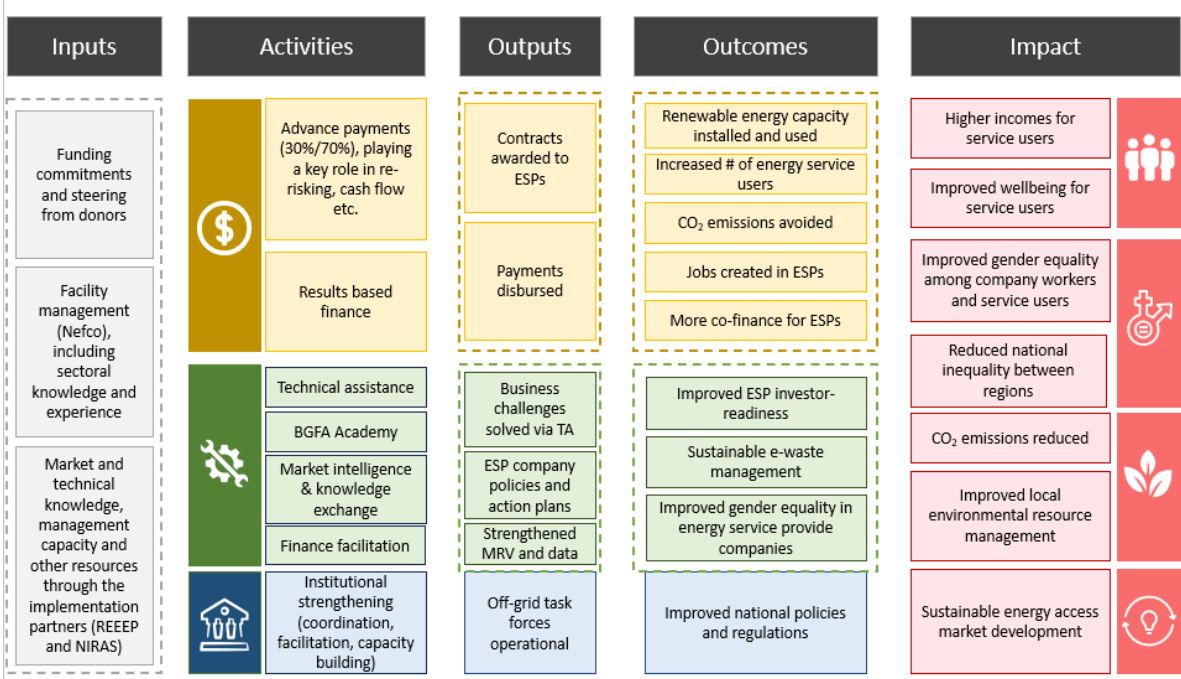 Inputs
Activities
Outputs
Outcomes
Impact
Funding
commitments
and steering
from donors
Facility
management
(Nefco),
including
sectoral
knowledge and
experience
Market and
technical
knowledge,
management
capacity and
other resources
through the
implementation
partners (REEEP
and NIRAS)
$
Advance payments
(30%/70%), playing
a key role in re-
risking, cash flow
etc.
Results based
finance
Technical assistance
BGFA Academy
Market intelligence
& knowledge
exchange
Finance facilitation
Institutional
strengthening
(coordination,
facilitation, capacity
building)
Contracts
awarded to
ESPs
Payments
disbursed
Business
challenges
solved via TA
ESP company
policies and
action plans
Strengthened
MRV and data
Off-grid task
forces
operational
Renewable energy capacity
installed and used
Increased # of energy service
users
CO₂ emissions avoided
Jobs created in ESPs
More co-finance for ESPs
Improved ESP investor-
readiness
Sustainable e-waste
management
Improved gender equality in
energy service provide
companies
Improved national policies
and regulations
Higher incomes for
service users
Improved wellbeing for
service users
Improved gender equality
among company workers
and service users
Reduced national
inequality between
regions
CO₂ emissions reduced
Improved local
environmental resource
management
Sustainable energy access
market development